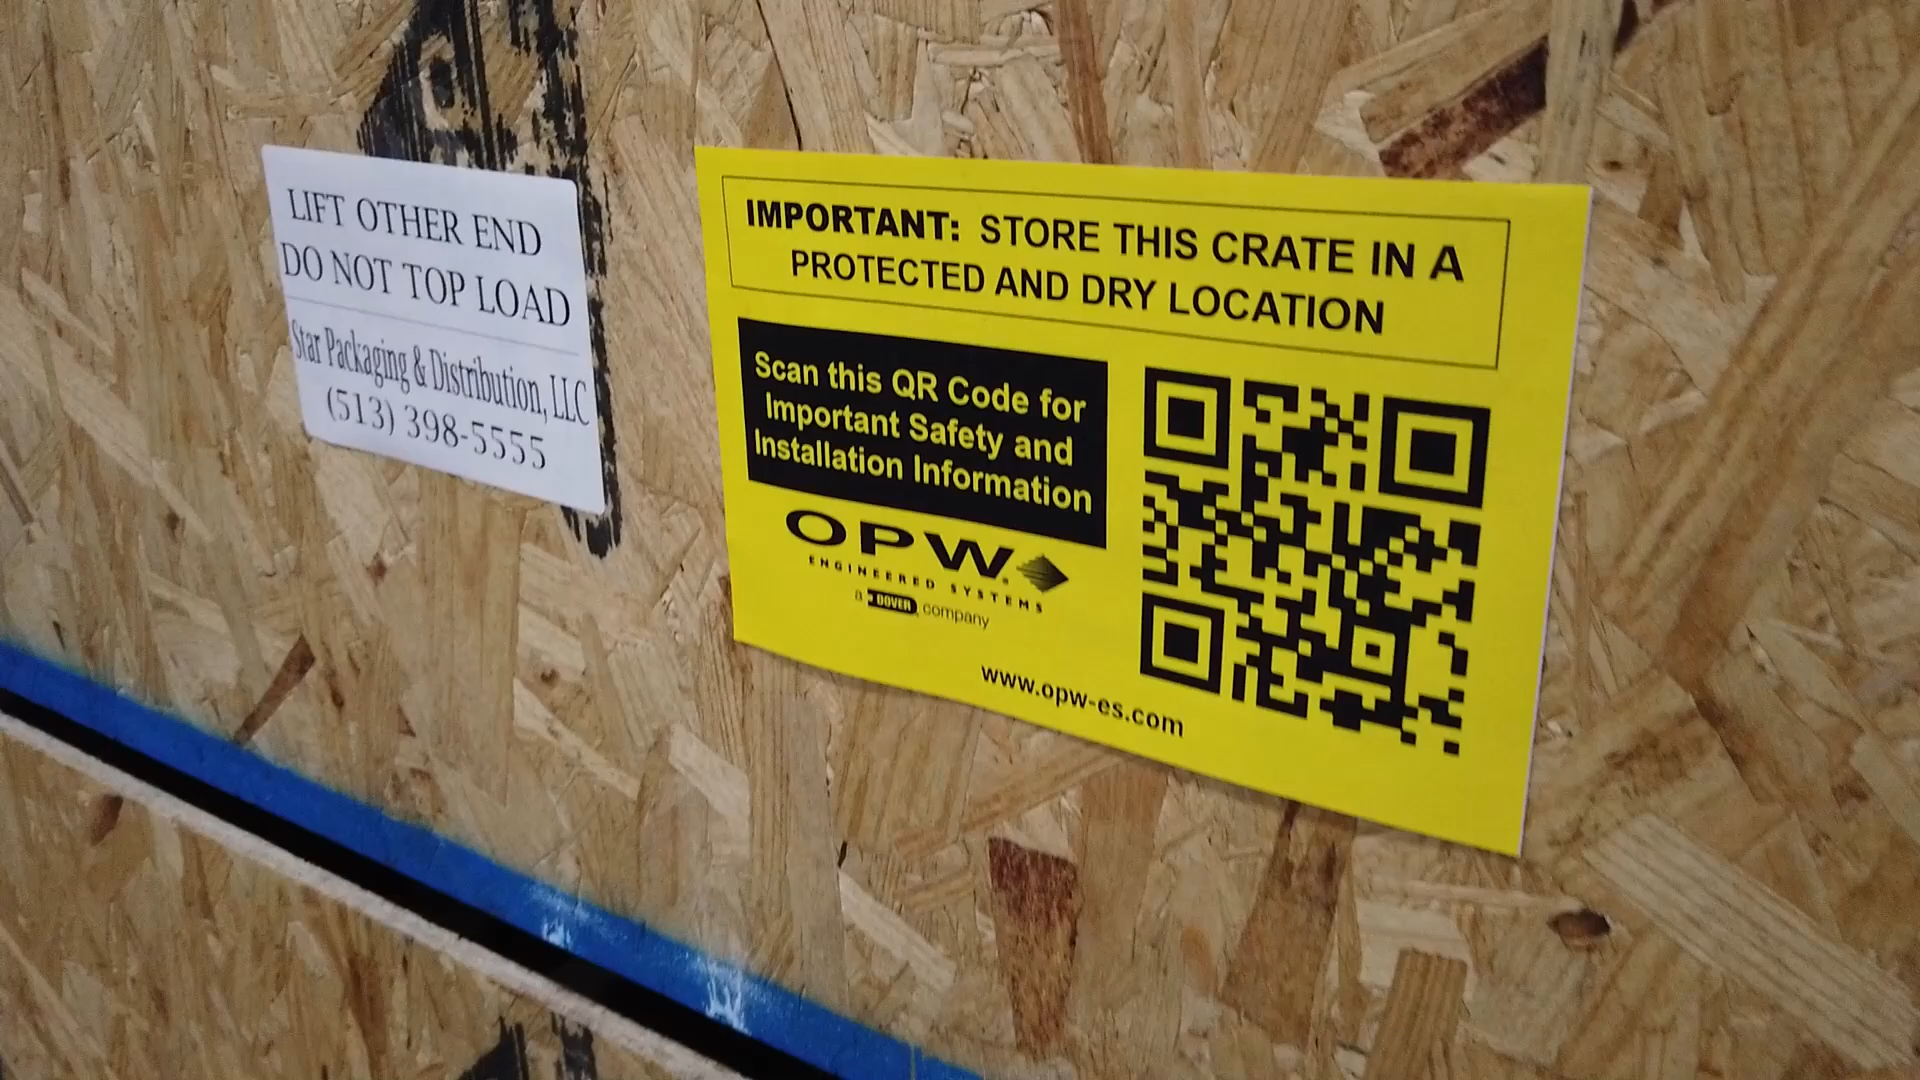 LIFT OTHER END
DO NOT TOP LOAD
Star Packaging & Distribution, LLC
(513) 398-5555
IMPORTANT: STORE THIS CRATE IN A
PROTECTED AND DRY LOCATION
Scan this QR Code for
Important Safety and
Installation Information
OPW
ENGINEERED SYSTEMS
a DOVER company
www.opw-es.com